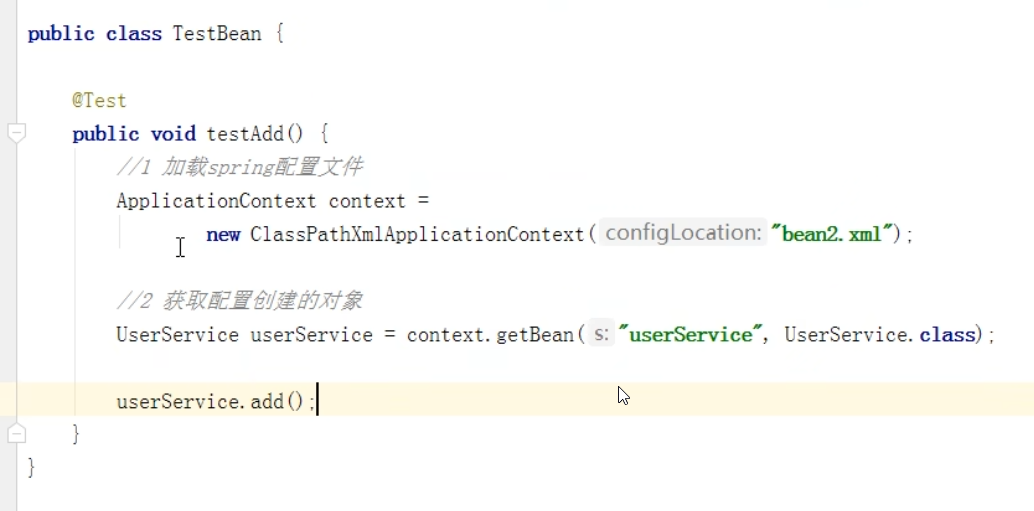 public class TestBean {
@Test
public void testAdd() {
//1 加载spring配置文件
ApplicationContext context =
new ClassPathXmlApplicationContext( configLocation: "bean2.xml");
//2 获取配置创建的对象
UserService userService = context.getBean( s: "userService", UserService.class);
userService.add();
}
}